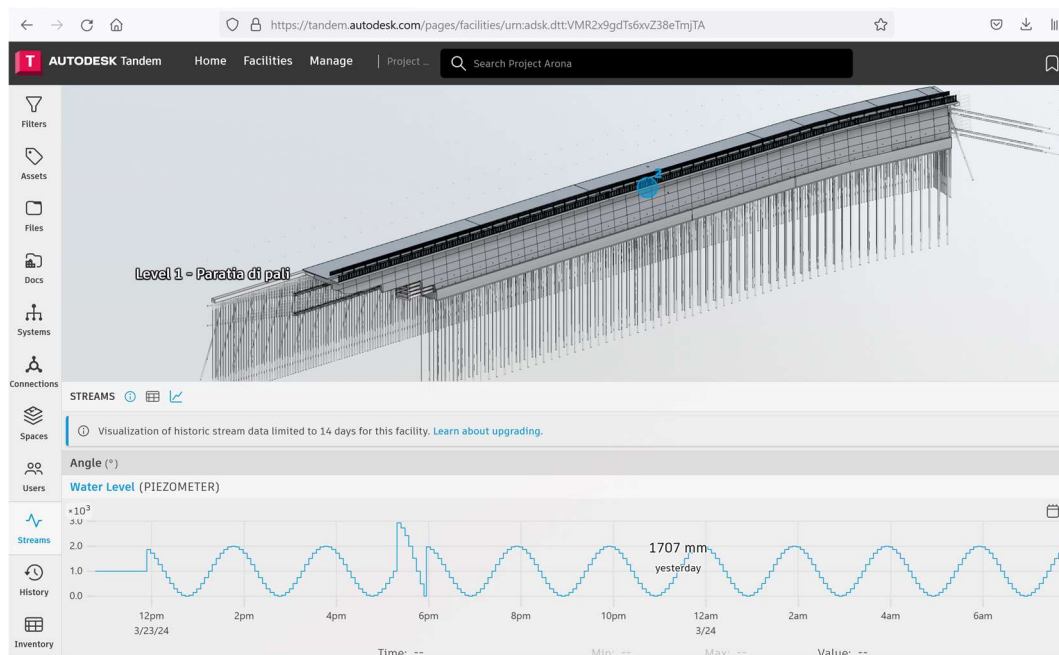 https://tandem.autodesk.com/pages/facilities/urn:adsk.dtt:VMR2x9gdTs6xvZ38eTmjTA
T AUTODESK Tandem Home Facilities Manage Project ... Search Project Arona
Filters
Assets
Files
Docs
Systems
Connections
Spaces
Users
Streams
History
Inventory
2
Level 1 - Paratia di pali
STREAMS
Visualization of historic stream data limited to 14 days for this facility. Learn about upgrading.
Angle (°)
Water Level (PIEZOMETER)
×10³
3.0
2.0
1.0
0.0
1707 mm
yesterday
12pm 2pm 4pm 6pm 8pm 10pm 12am 2am 4am 6am
3/23/24 3/24
Time: -- Min: -- Max: -- Value: --